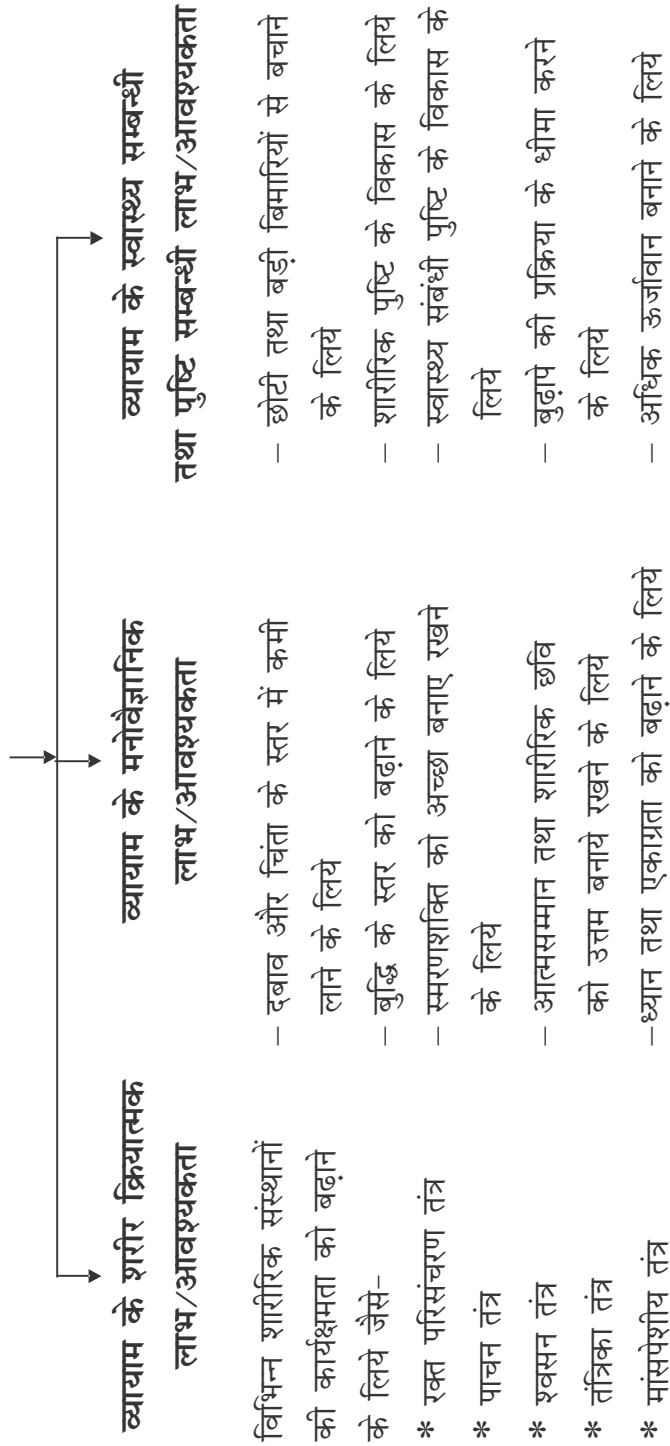 व्यायाम के शरीर क्रियात्मक
लाभ/आवश्यकता
विभिन्न शारीरिक संस्थानों
की कार्यक्षमता को बढ़ाने
के लिये जैसे-
* रक्त परिसंचरण तंत्र
* पाचन तंत्र
* श्वसन तंत्र
* तंत्रिका तंत्र
* मांसपेशीय तंत्र
व्यायाम के मनोवैज्ञानिक
लाभ/आवश्यकता
– दबाव और चिंता के स्तर में कमी
लाने के लिये
– बुद्धि के स्तर को बढ़ाने के लिये
– स्मरणशक्ति को अच्छा बनाए रखने
के लिये
– आत्मसम्मान तथा शारीरिक छवि
को उत्तम बनाये रखने के लिये
–ध्यान तथा एकाग्रता को बढ़ाने के लिये
व्यायाम के स्वास्थ्य सम्बन्धी
तथा पुष्टि सम्बन्धी लाभ/आवश्यकता
– छोटी तथा बड़ी बिमारियों से बचाने
के लिये
– शारीरिक पुष्टि के विकास के लिये
– स्वास्थ्य संबंधी पुष्टि के विकास के
लिये
– बुढ़ापे की प्रक्रिया के धीमा करने
के लिये
– अधिक ऊर्जावान बनाने के लिये